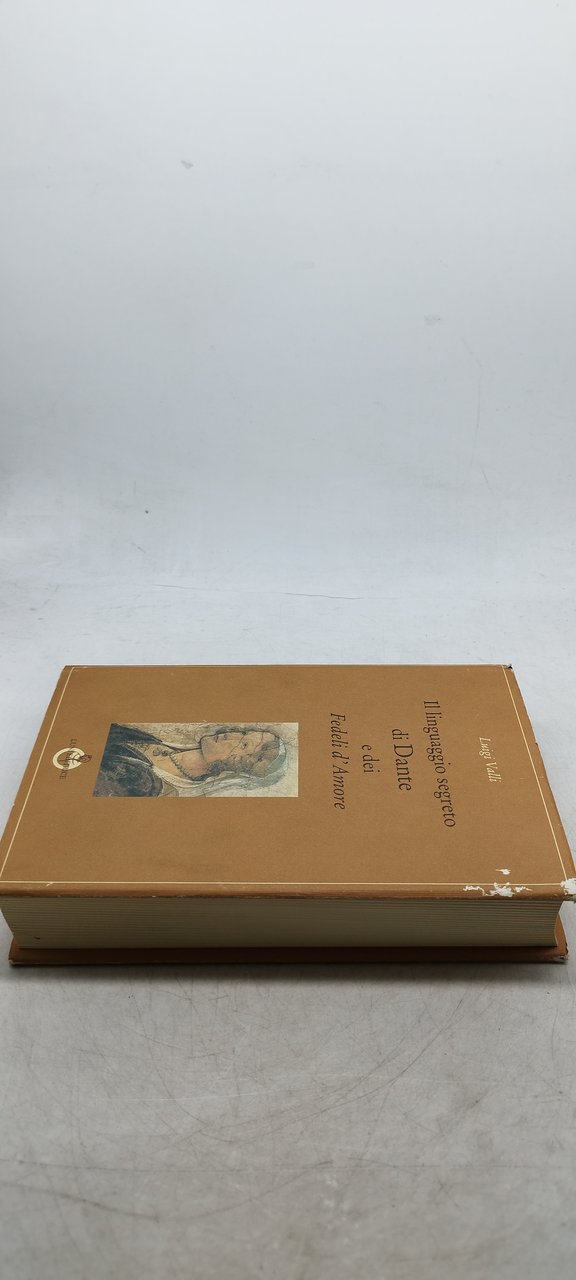 Luigi Valli
Il linguaggio segreto
di Dante
e dei
Fedeli d'Amore